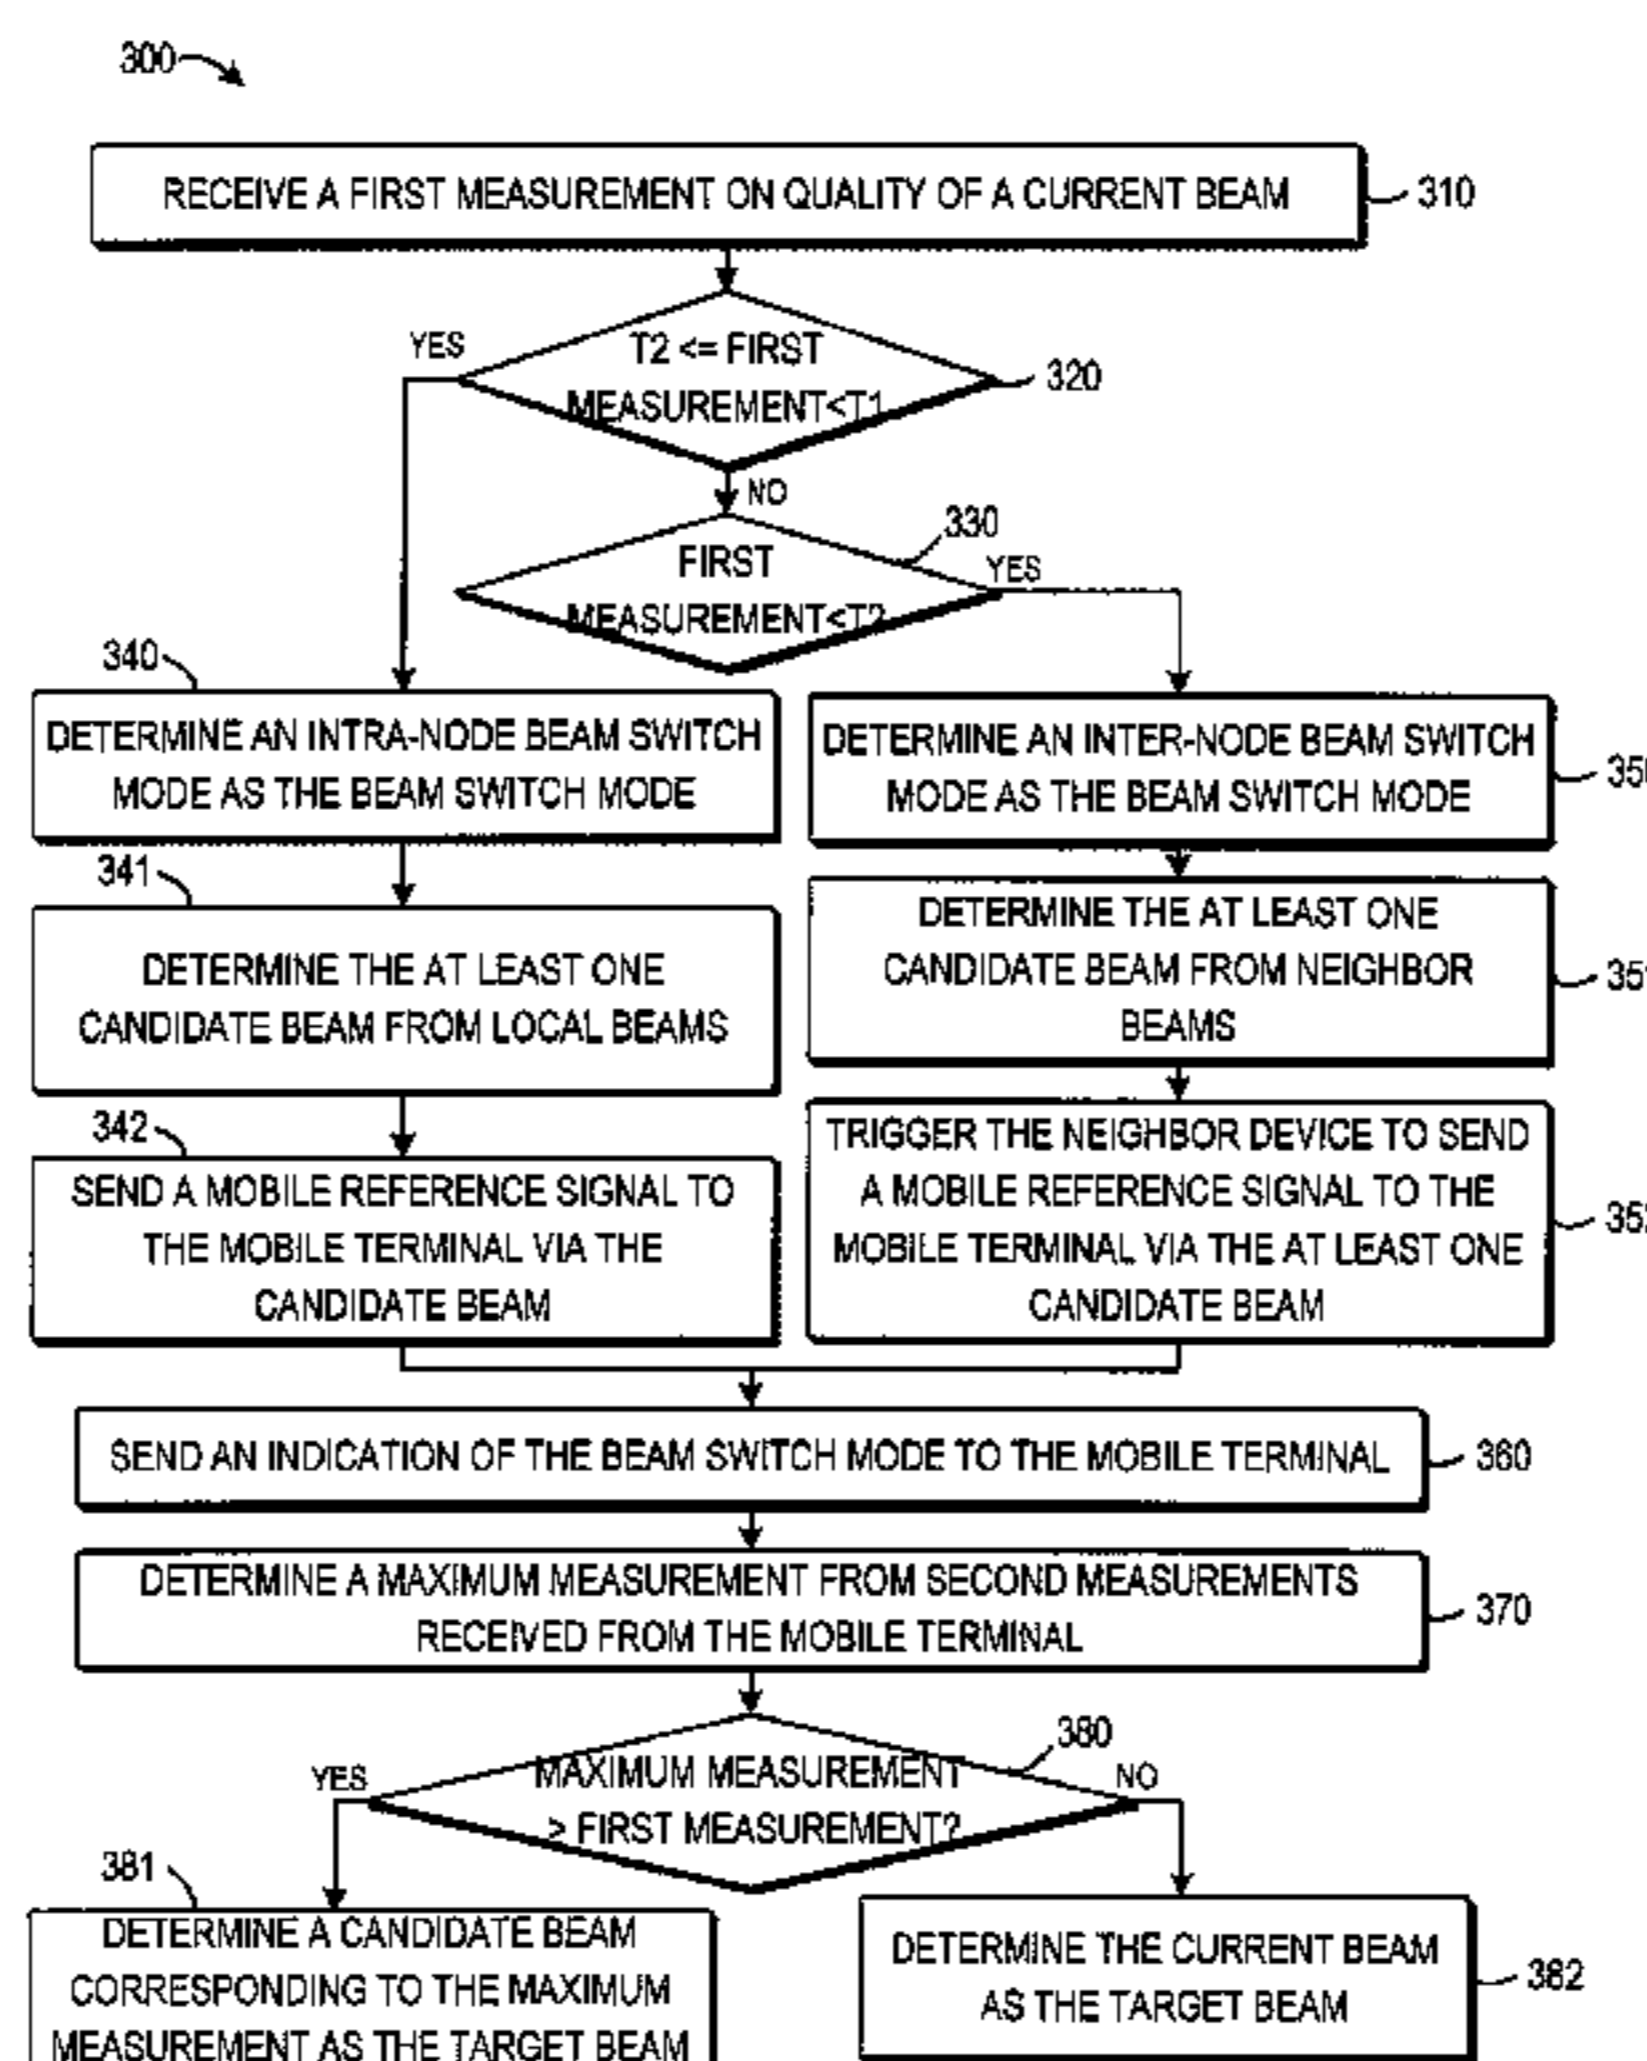 300
RECEIVE A FIRST MEASUREMENT ON QUALITY OF A CURRENT BEAM
310
YES
T2 <= FIRST
MEASUREMENT<T1
320
NO
330
FIRST
MEASUREMENT<T2
YES
340
DETERMINE AN INTRA-NODE BEAM SWITCH
MODE AS THE BEAM SWITCH MODE
DETERMINE AN INTER-NODE BEAM SWITCH
MODE AS THE BEAM SWITCH MODE
341
DETERMINE THE AT LEAST ONE
CANDIDATE BEAM FROM LOCAL BEAMS
DETERMINE THE AT LEAST ONE
CANDIDATE BEAM FROM NEIGHBOR
BEAMS
342
SEND A MOBILE REFERENCE SIGNAL TO
THE MOBILE TERMINAL VIA THE
CANDIDATE BEAM
TRIGGER THE NEIGHBOR DEVICE TO SEND
A MOBILE REFERENCE SIGNAL TO THE
MOBILE TERMINAL VIA THE AT LEAST ONE
CANDIDATE BEAM
SEND AN INDICATION OF THE BEAM SWITCH MODE TO THE MOBILE TERMINAL
360
DETERMINE A MAXIMUM MEASUREMENT FROM SECOND MEASUREMENTS
RECEIVED FROM THE MOBILE TERMINAL
370
380
YES
MAXIMUM MEASUREMENT
> FIRST MEASUREMENT?
NO
381
DETERMINE A CANDIDATE BEAM
CORRESPONDING TO THE MAXIMUM
MEASUREMENT AS THE TARGET BEAM
DETERMINE THE CURRENT BEAM
AS THE TARGET BEAM
382